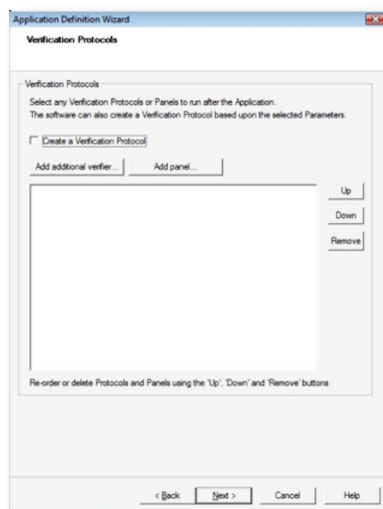 Application Definition Wizard
Verification Protocols
Verification Protocols
Select any Verification Protocols or Panels to run after the Application.
The software can also create a Verification Protocol based upon the selected Parameters.
Create a Verification Protocol
Add additional verifier...
Add panel...
Up
Down
Remove
Re-order or delete Protocols and Panels using the 'Up', 'Down' and 'Remove' buttons
< Back
Next >
Cancel
Help